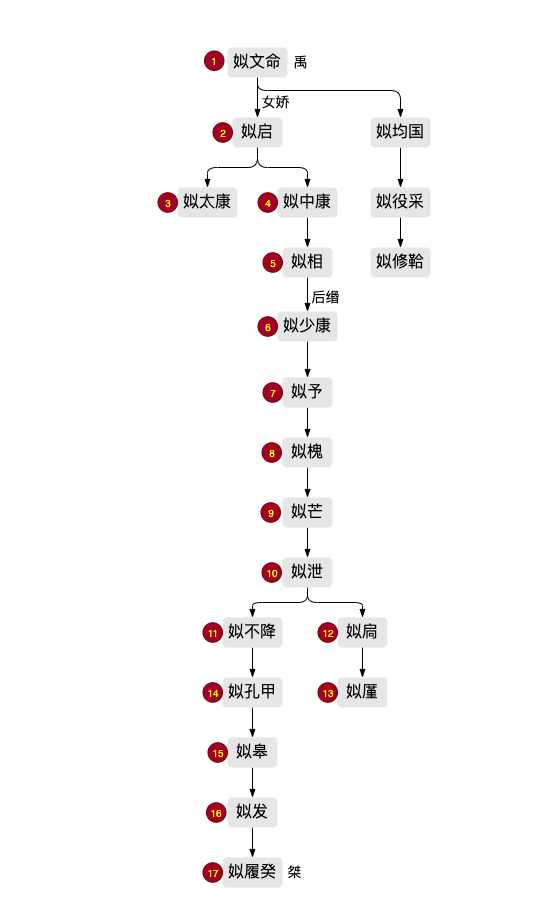 1 姒文命 禹
女娇
2 姒启 姒均国
3 姒太康 4 姒中康 姒役采
5 姒相 姒修鞈
后缗
6 姒少康
7 姒予
8 姒槐
9 姒芒
10 姒泄
11 姒不降 12 姒扃
14 姒孔甲 13 姒厪
15 姒皋
16 姒发
17 姒履癸 桀